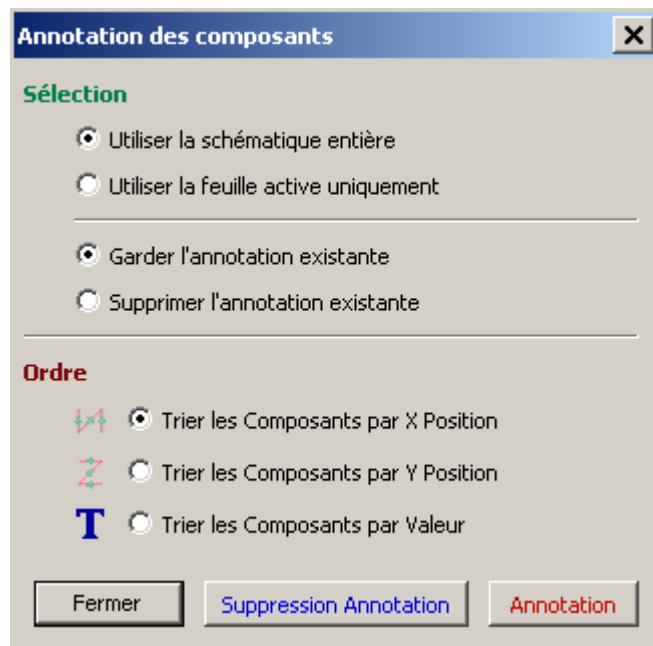 Annotation des composants
Sélection
Utiliser la schématique entière
Utiliser la feuille active uniquement
Garder l'annotation existante
Supprimer l'annotation existante
Ordre
Trier les Composants par X Position
Trier les Composants par Y Position
T Trier les Composants par Valeur
Fermer Suppression Annotation Annotation